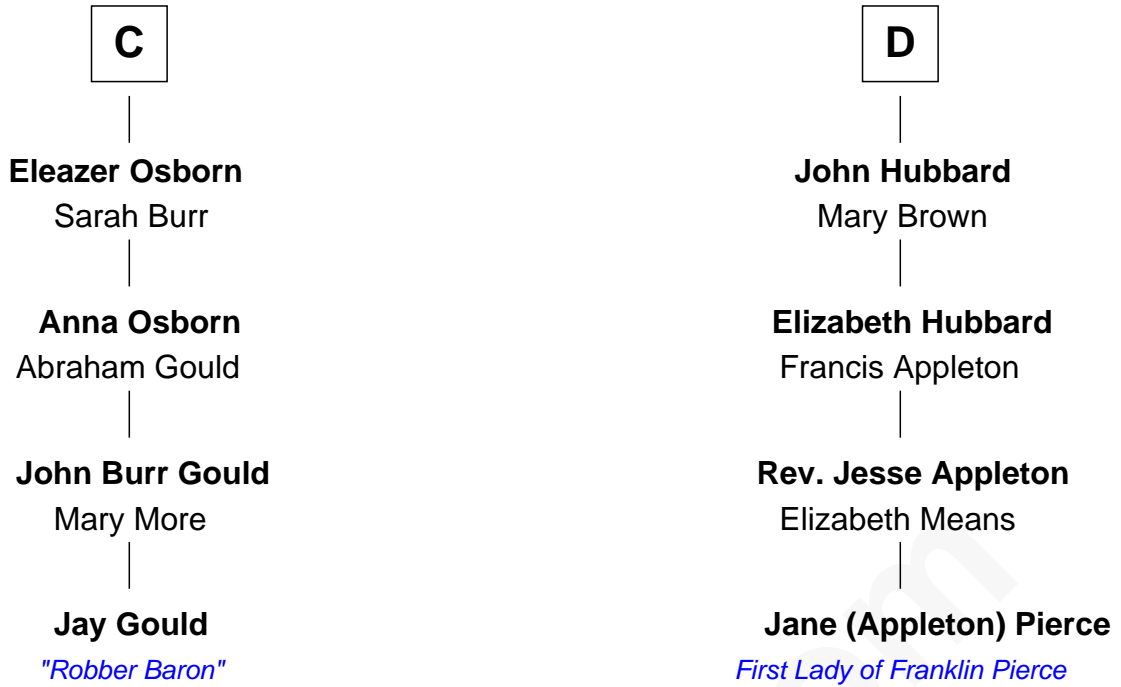 C
Eleazer Osborn
Sarah Burr
Anna Osborn
Abraham Gould
John Burr Gould
Mary More
Jay Gould
"Robber Baron"
D
John Hubbard
Mary Brown
Elizabeth Hubbard
Francis Appleton
Rev. Jesse Appleton
Elizabeth Means
Jane (Appleton) Pierce
First Lady of Franklin Pierce